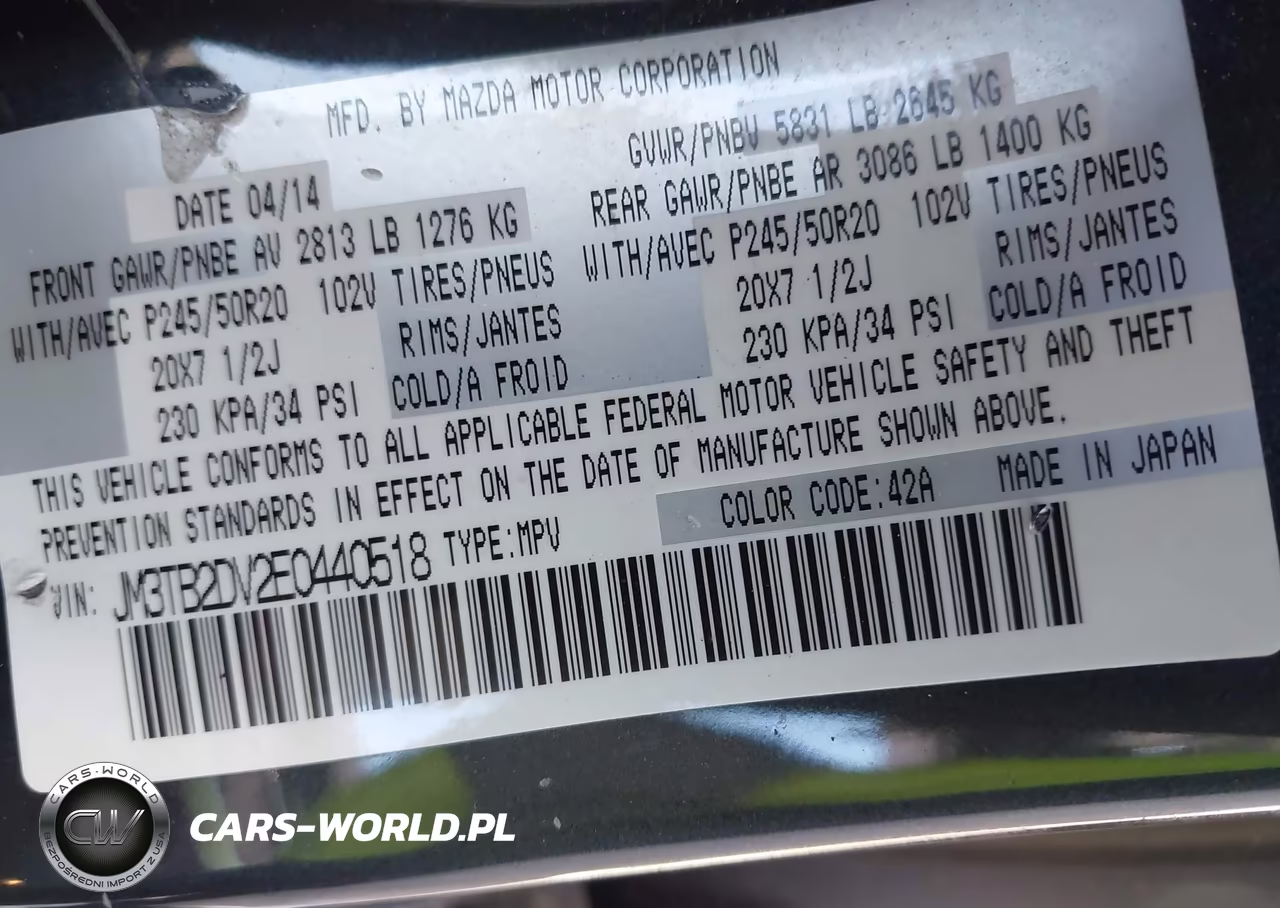 MFD. BY MAZDA MOTOR CORPORATION
GVWR/PNBV 5831 LB 2645 KG
DATE 04/14
REAR GAWR/PNBE AR 3086 LB 1400 KG
FRONT GAWR/PNBE AV 2813 LB 1276 KG
WITH/AVEC P245/50R20 102V TIRES/PNEUS
WITH/AVEC P245/50R20 102V TIRES/PNEUS
20X7 1/2J RIMS/JANTES
20X7 1/2J RIMS/JANTES
230 KPA/34 PSI COLD/A FROID
230 KPA/34 PSI COLD/A FROID
THIS VEHICLE CONFORMS TO ALL APPLICABLE FEDERAL MOTOR VEHICLE SAFETY AND THEFT
PREVENTION STANDARDS IN EFFECT ON THE DATE OF MANUFACTURE SHOWN ABOVE.
COLOR CODE:42A MADE IN JAPAN
VIN: JM3TB2DV2E0440518 TYPE:MPV
CARS-WORLD
CW
BEZPOŚREDNI IMPORT Z USA
CARS-WORLD.PL